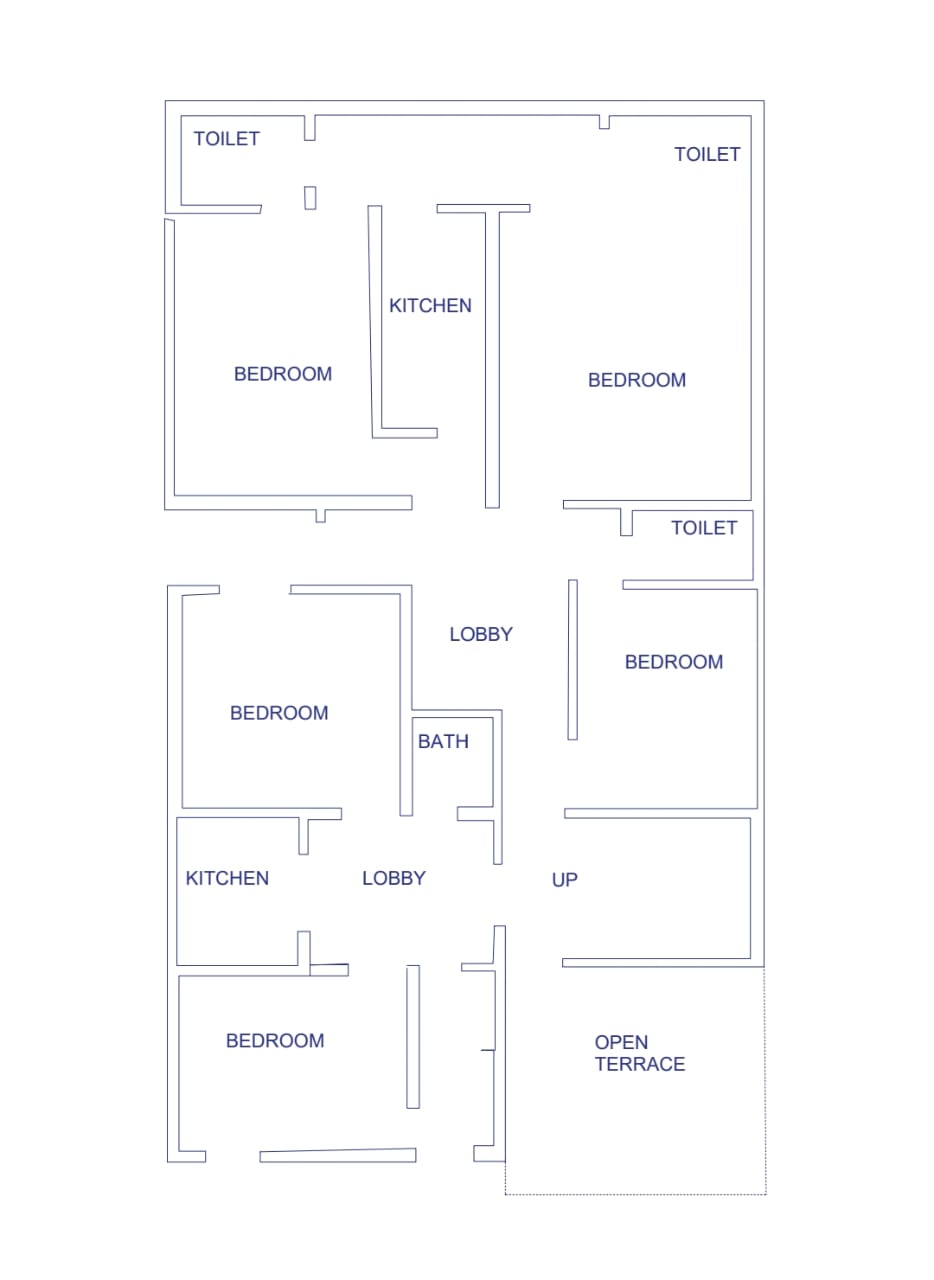 TOILET
TOILET
KITCHEN
BEDROOM
BEDROOM
TOILET
LOBBY
BEDROOM
BEDROOM
BATH
KITCHEN
LOBBY
UP
BEDROOM
OPEN
TERRACE